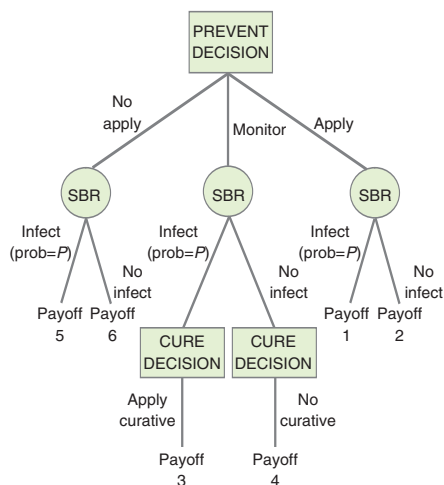 PREVENT
DECISION
No
apply
Monitor
Apply
SBR
SBR
SBR
Infect
(prob=P)
No
infect
Infect
(prob=P)
No
infect
Infect
(prob=P)
No
infect
Payoff
5
Payoff
6
CURE
DECISION
CURE
DECISION
Payoff
1
Payoff
2
Apply
curative
No
curative
Payoff
3
Payoff
4